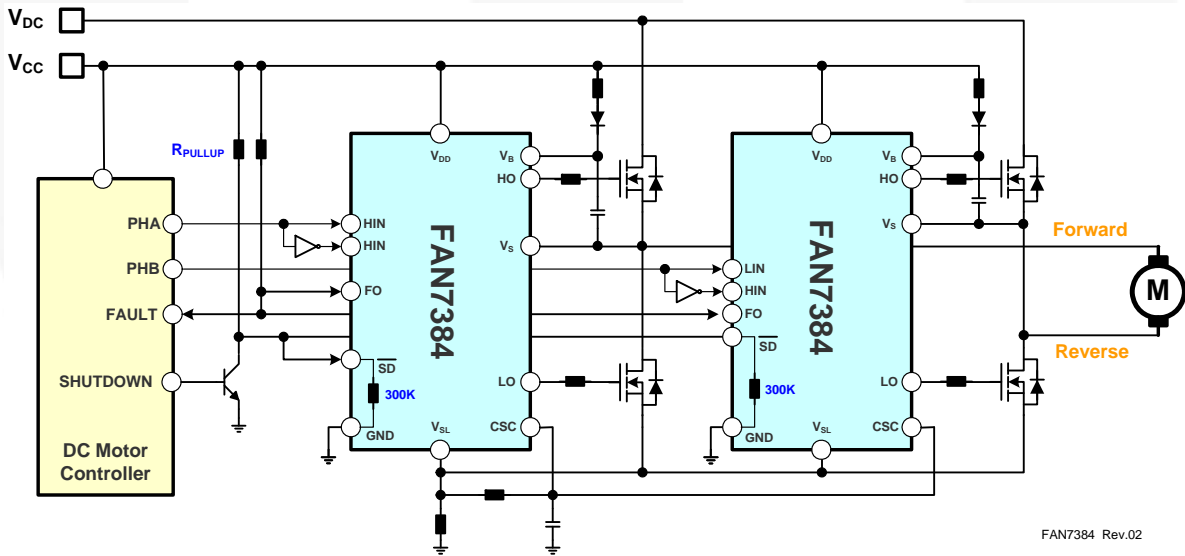 VDC
VCC
RPULLUP
PHA
PHB
FAULT
SHUTDOWN
DC Motor
Controller
VDD
VB
HO
HIN
HIN
VS
FO
SD
300K
LO
GND
VSL
CSC
FAN7384
VDD
VB
HO
VS
LIN
HIN
FO
SD
300K
LO
GND
VSL
CSC
FAN7384
Forward
M
Reverse
FAN7384 Rev.02